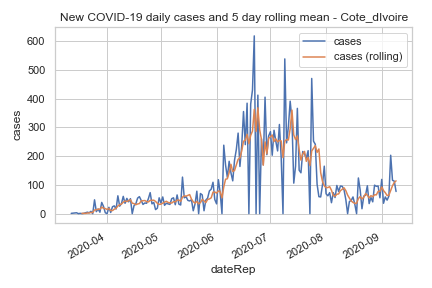 New COVID-19 daily cases and 5 day rolling mean - Cote_dIvoire
cases
cases (rolling)
600
500
400
300
200
100
0
cases
2020-04
2020-05
2020-06
2020-07
2020-08
2020-09
dateRep